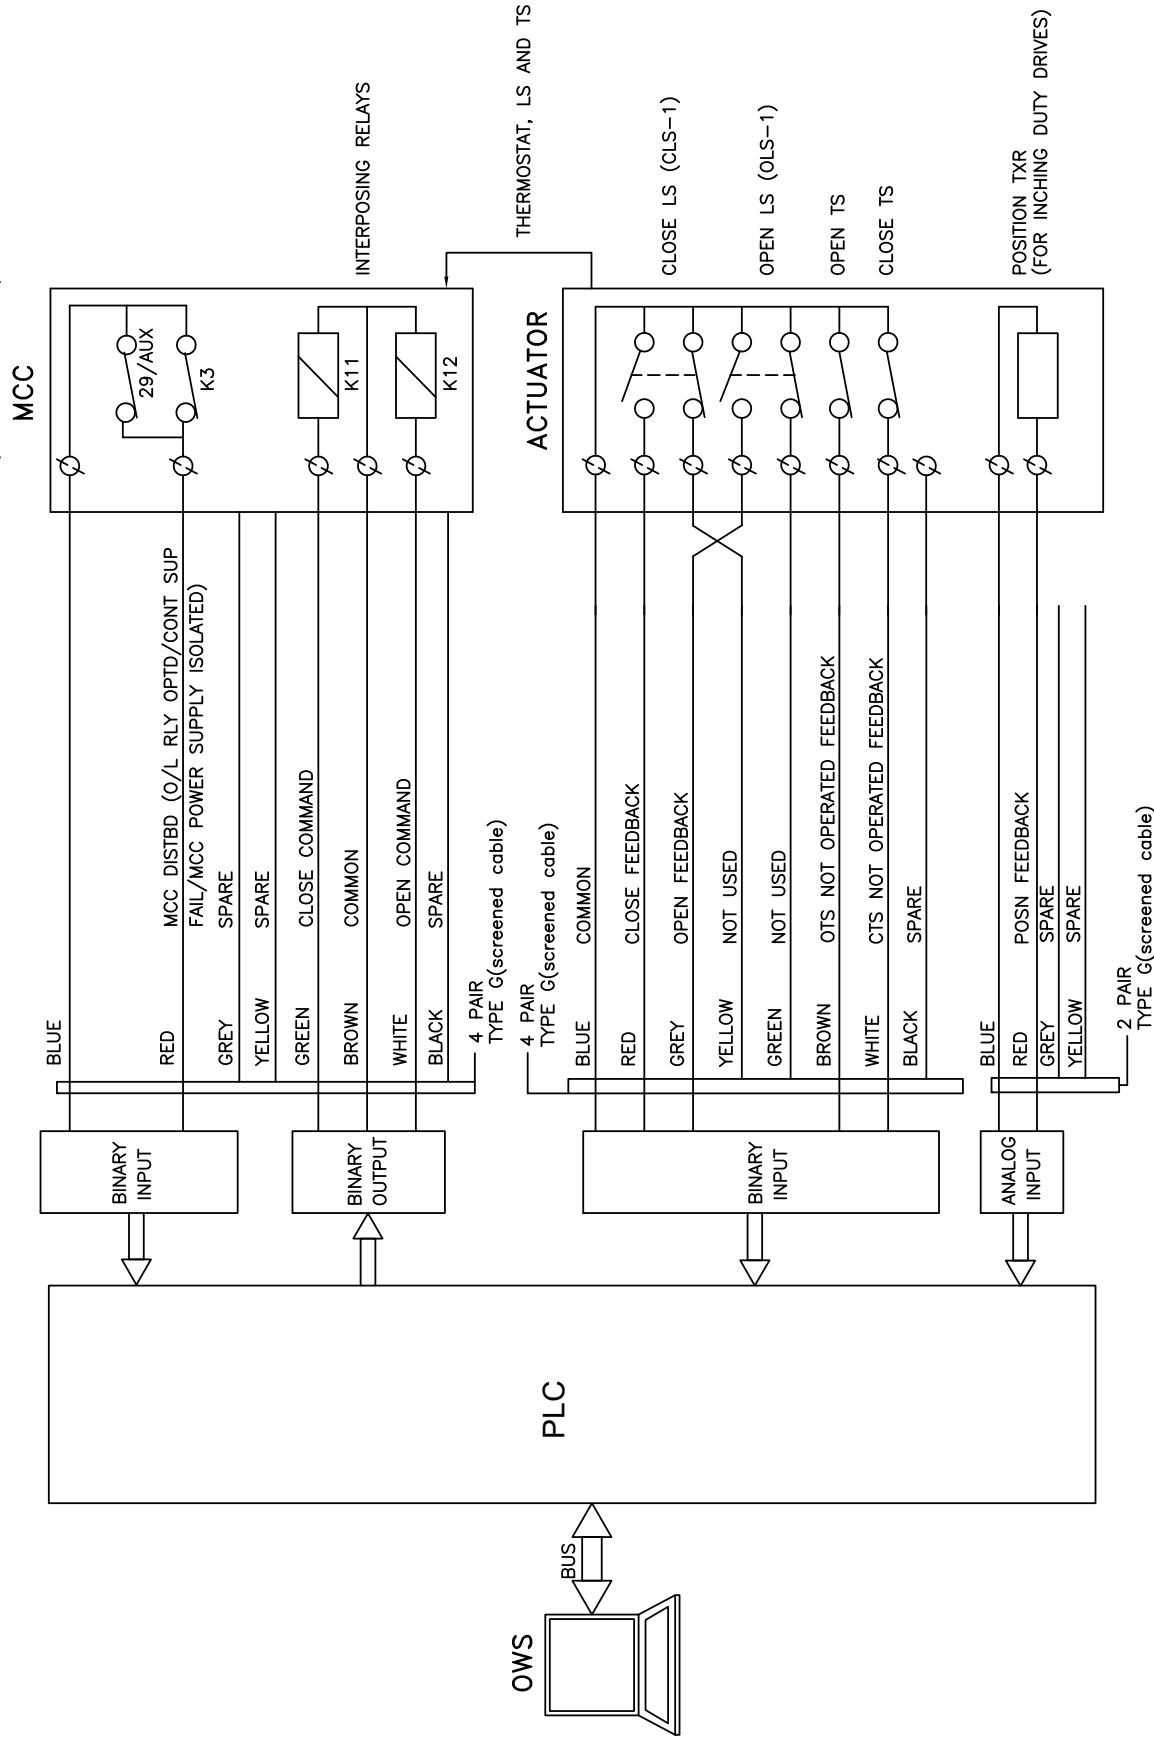 MCC
29/AUX
K3
K11
K12
INTERPOSING RELAYS
THERMOSTAT, LS AND TS
BLUE
RED
MCC DISTBD (O/L RLY OPTD/CONT SUP
FAIL/MCC POWER SUPPLY ISOLATED)
GREY
SPARE
YELLOW
SPARE
GREEN
CLOSE COMMAND
BROWN
COMMON
WHITE
OPEN COMMAND
BLACK
SPARE
4 PAIR
TYPE G(screened cable)
4 PAIR
TYPE G(screened cable)
ACTUATOR
CLOSE LS (CLS-1)
OPEN LS (OLS-1)
OPEN TS
CLOSE TS
POSITION TXR
(FOR INCHING DUTY DRIVES)
BLUE
COMMON
RED
CLOSE FEEDBACK
GREY
OPEN FEEDBACK
YELLOW
NOT USED
GREEN
NOT USED
BROWN
OTS NOT OPERATED FEEDBACK
WHITE
CTS NOT OPERATED FEEDBACK
BLACK
SPARE
BLUE
RED
POSN FEEDBACK
GREY
SPARE
YELLOW
SPARE
2 PAIR
TYPE G(screened cable)
BINARY
INPUT
BINARY
OUTPUT
BINARY
INPUT
ANALOG
INPUT
PLC
BUS
OWS